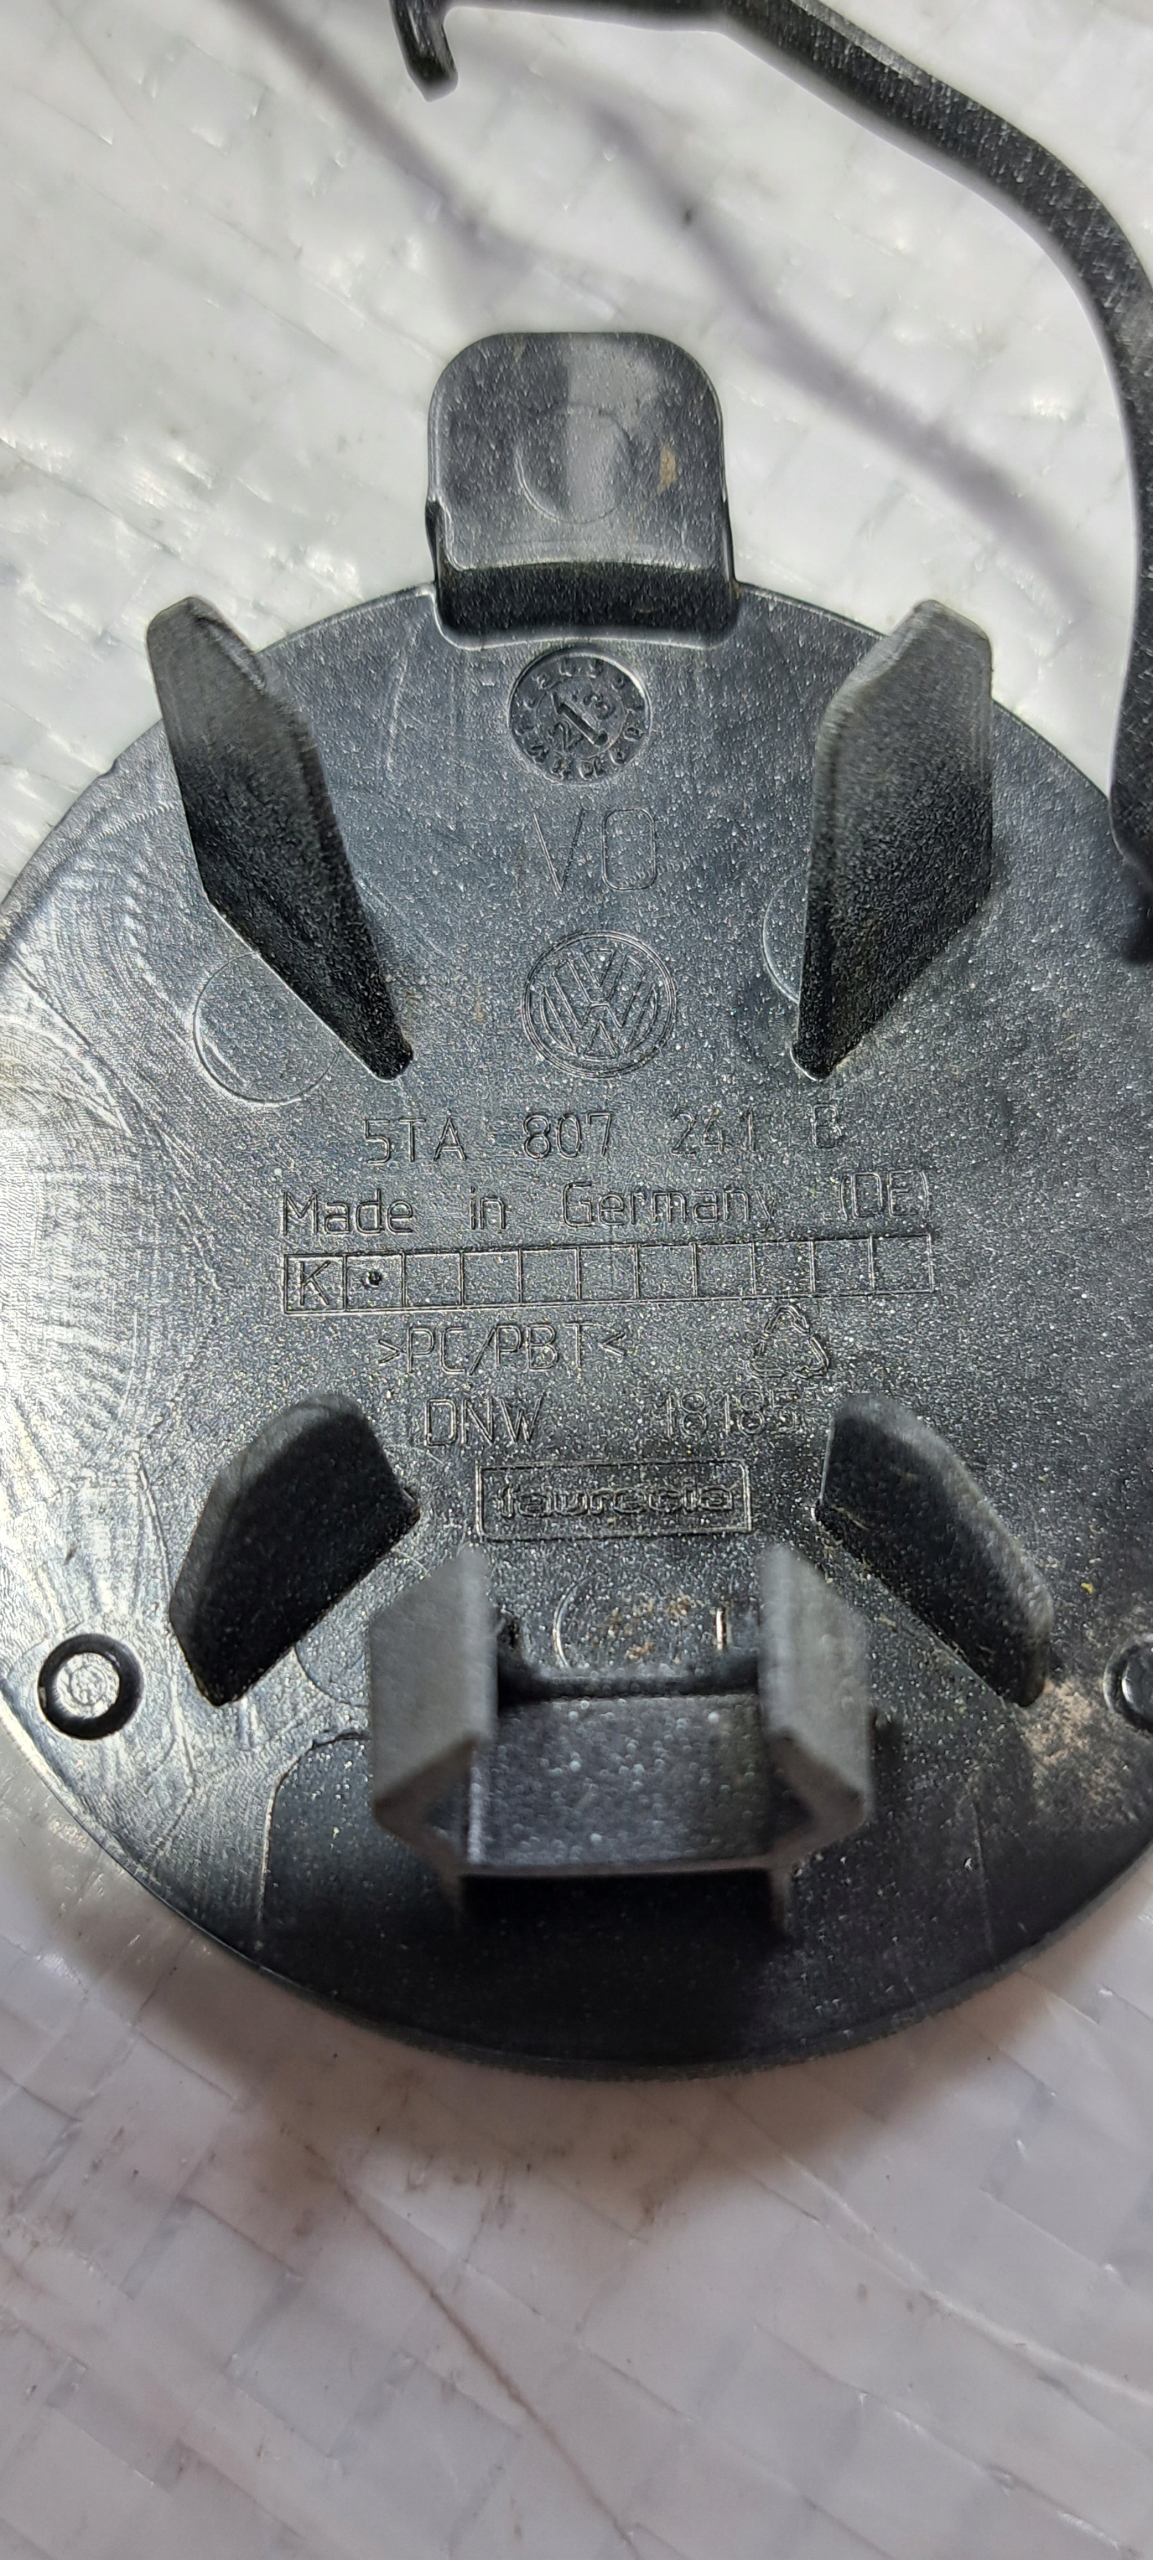 VO
5TA 807 241 B
Made in Germany (DE)
K
>PC/PBT<
DNW 18185
faurecia